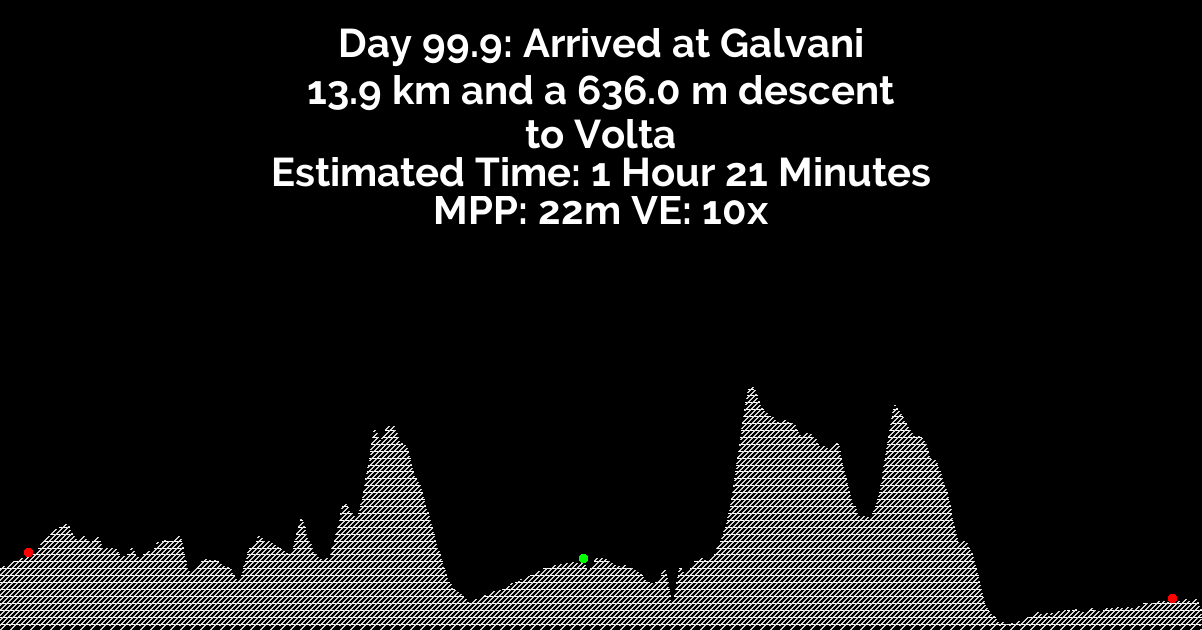 Day 99.9: Arrived at Galvani
13.9 km and a 636.0 m descent
to Volta
Estimated Time: 1 Hour 21 Minutes
MPP: 22m VE: 10x